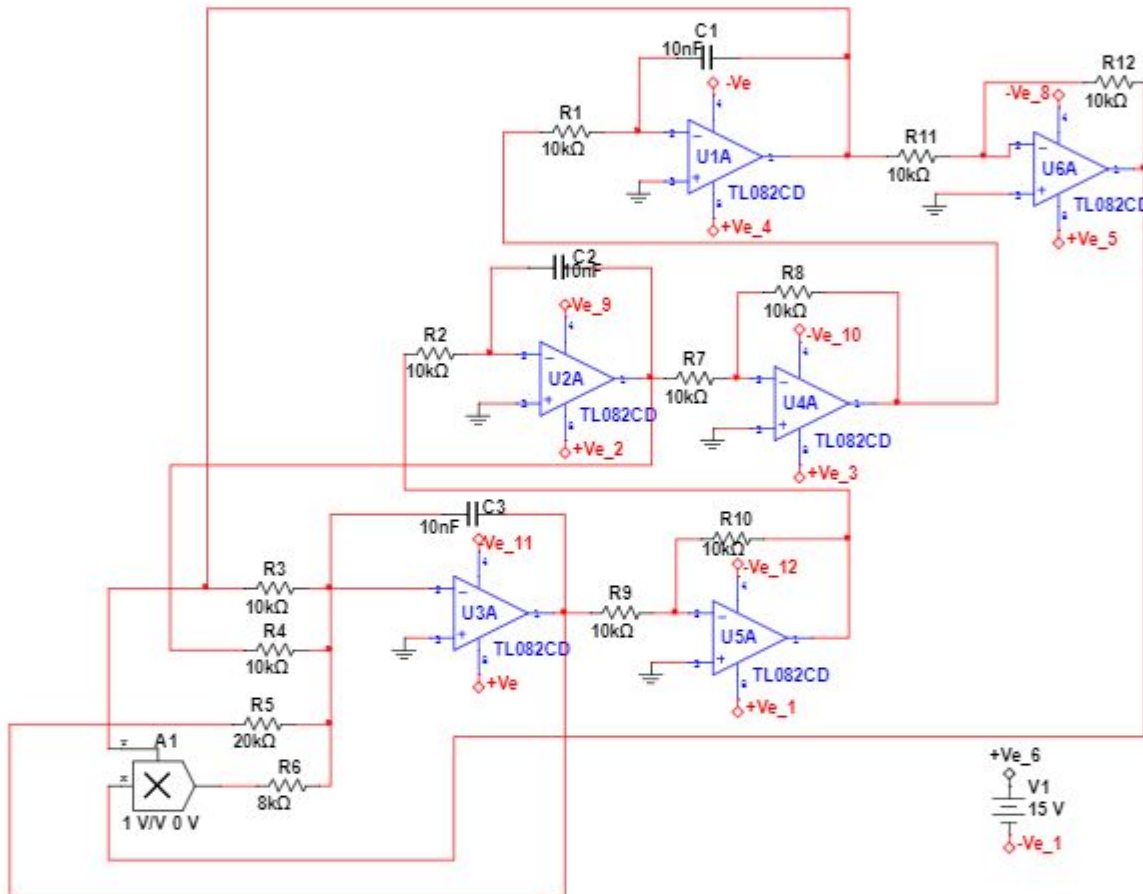 C1
10nF
-Ve
R12
-Ve_8
10kΩ
R1
10kΩ
U1A
R11
10kΩ
U6A
TL082CD
TL082CD
+Ve_4
+Ve_5
C2
10nF
R8
10kΩ
-Ve_9
-Ve_10
R2
10kΩ
U2A
R7
10kΩ
U4A
TL082CD
TL082CD
+Ve_2
+Ve_3
C3
10nF
R10
10kΩ
-Ve_11
-Ve_12
R3
10kΩ
U3A
R9
10kΩ
U5A
R4
10kΩ
TL082CD
TL082CD
+Ve
+Ve_1
R5
20kΩ
A1
R6
8kΩ
1 V/V 0 V
+Ve_6
V1
15 V
-Ve_1